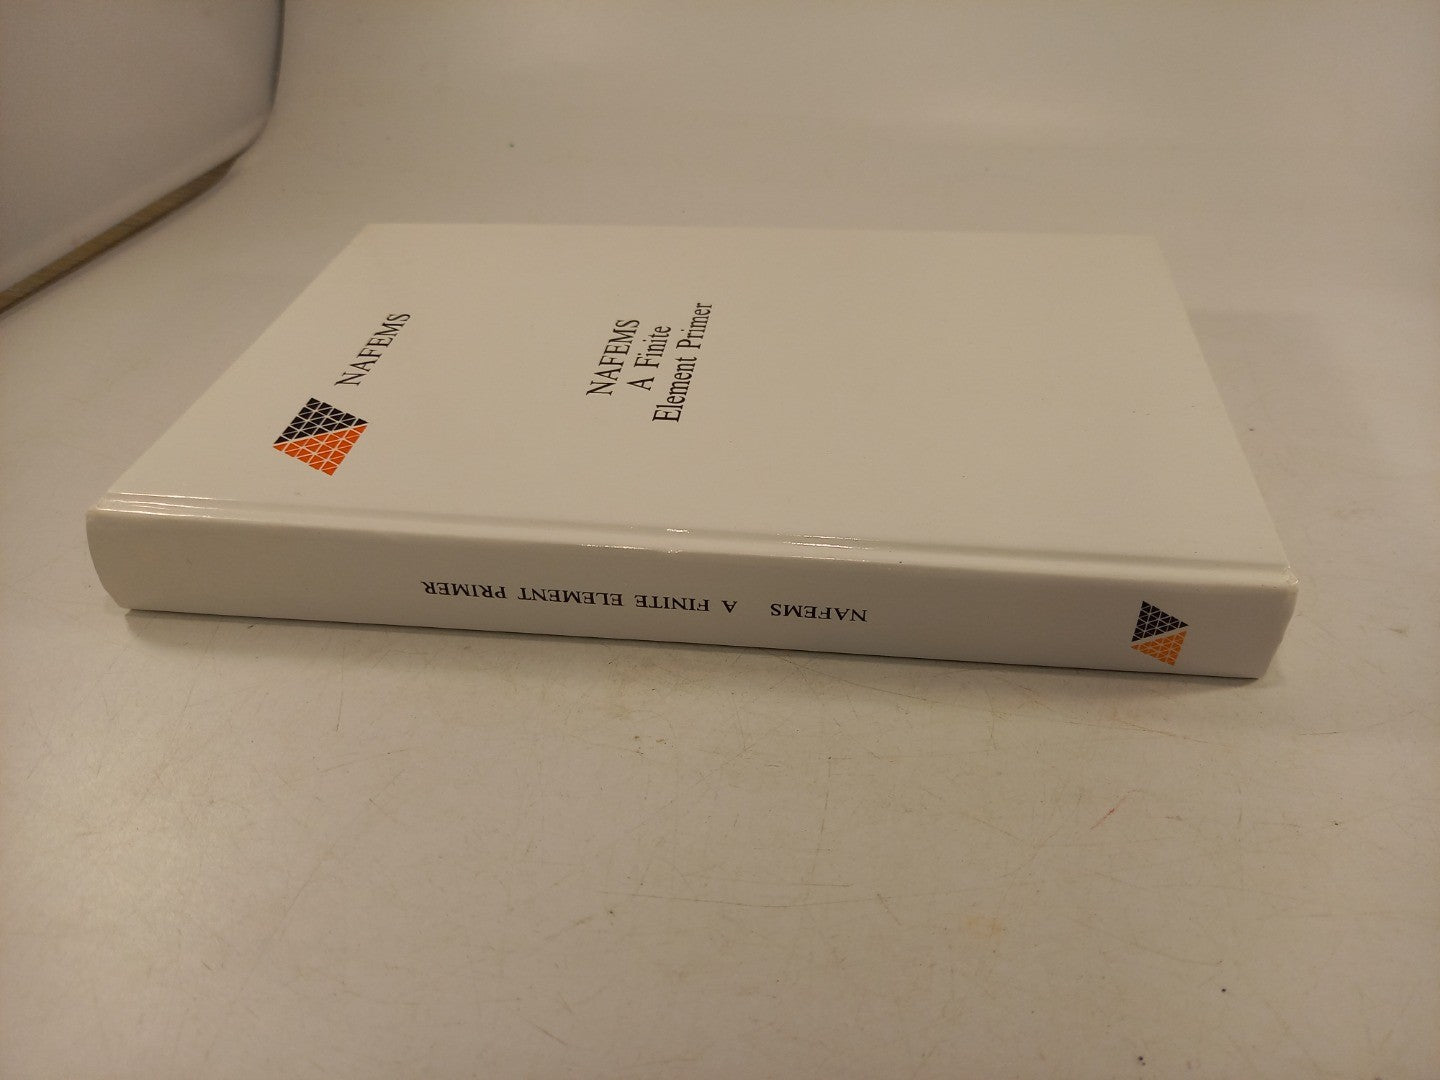 NAFEMS
NAFEMS
A Finite
Element Primer
NAFEMS A FINITE ELEMENT PRIMER